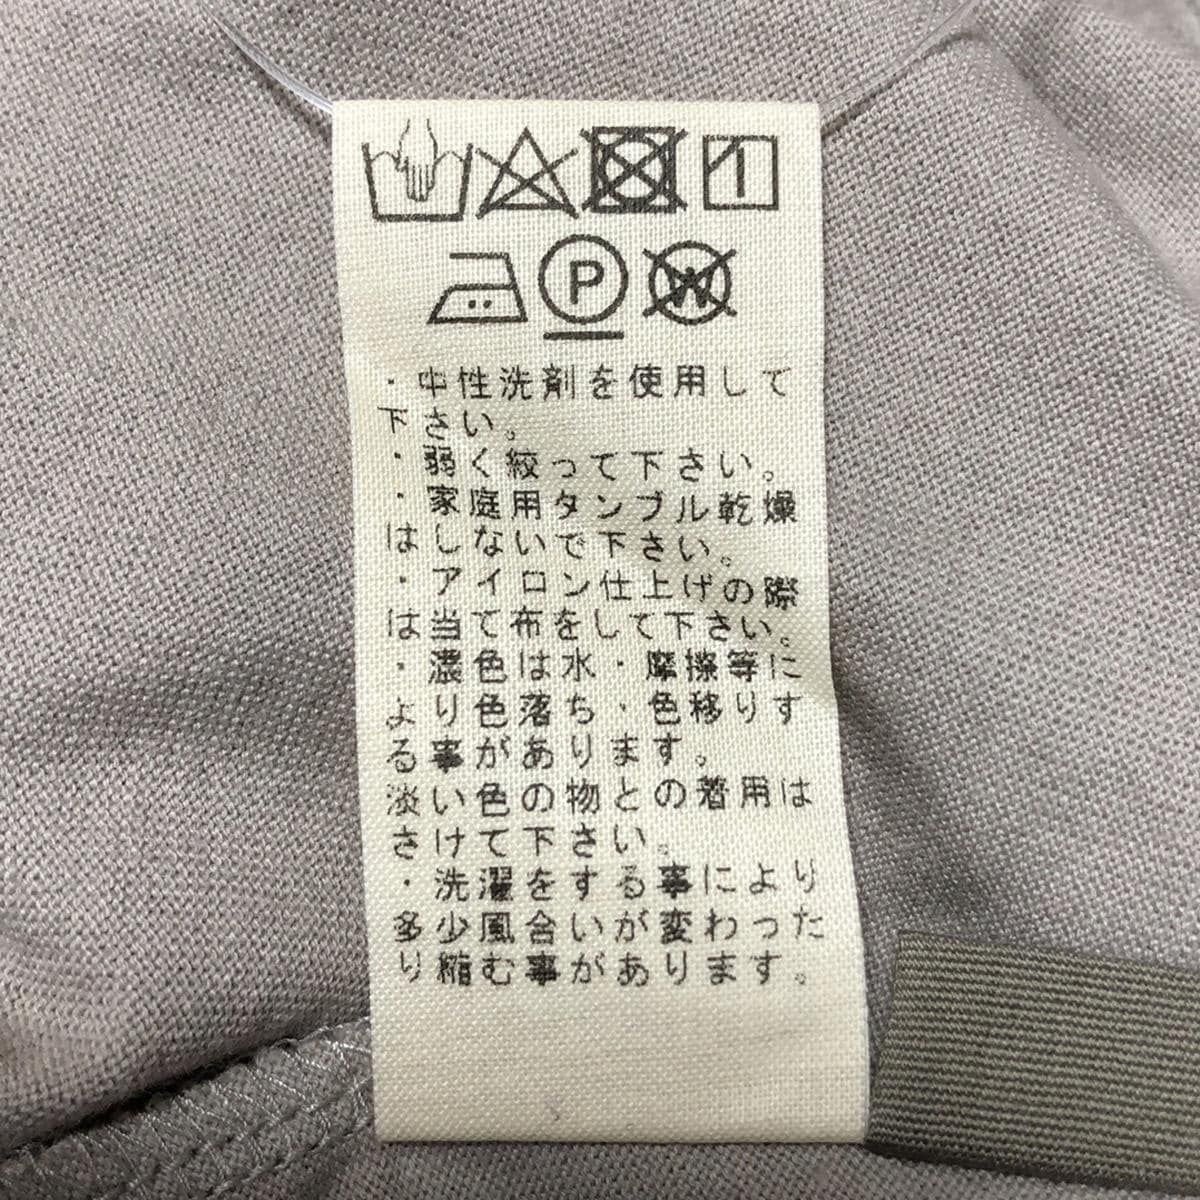 P W
・中性洗剤を使用して
下さい。
・弱く絞って下さい。
・家庭用タンブル乾燥
はしないで下さい。
・アイロン仕上げの際
は当て布をして下さい。
・濃色は水・摩擦等に
より色落ち・色移りす
る事があります。
淡い色の物との着用は
さけて下さい。
・洗濯をする事により
多少風合いが変わった
り縮む事があります。